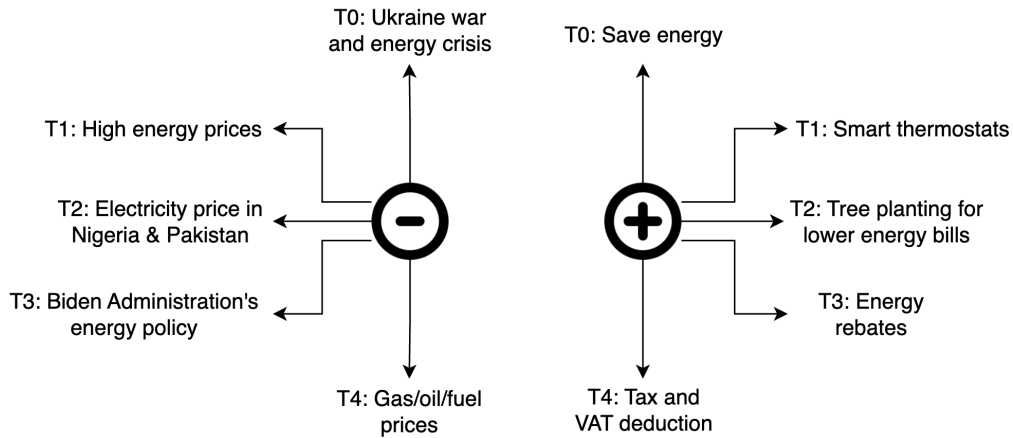 T0: Ukraine war
and energy crisis
T1: High energy prices
T2: Electricity price in
Nigeria & Pakistan
T3: Biden Administration's
energy policy
T4: Gas/oil/fuel
prices
T0: Save energy
T1: Smart thermostats
T2: Tree planting for
lower energy bills
T3: Energy
rebates
T4: Tax and
VAT deduction